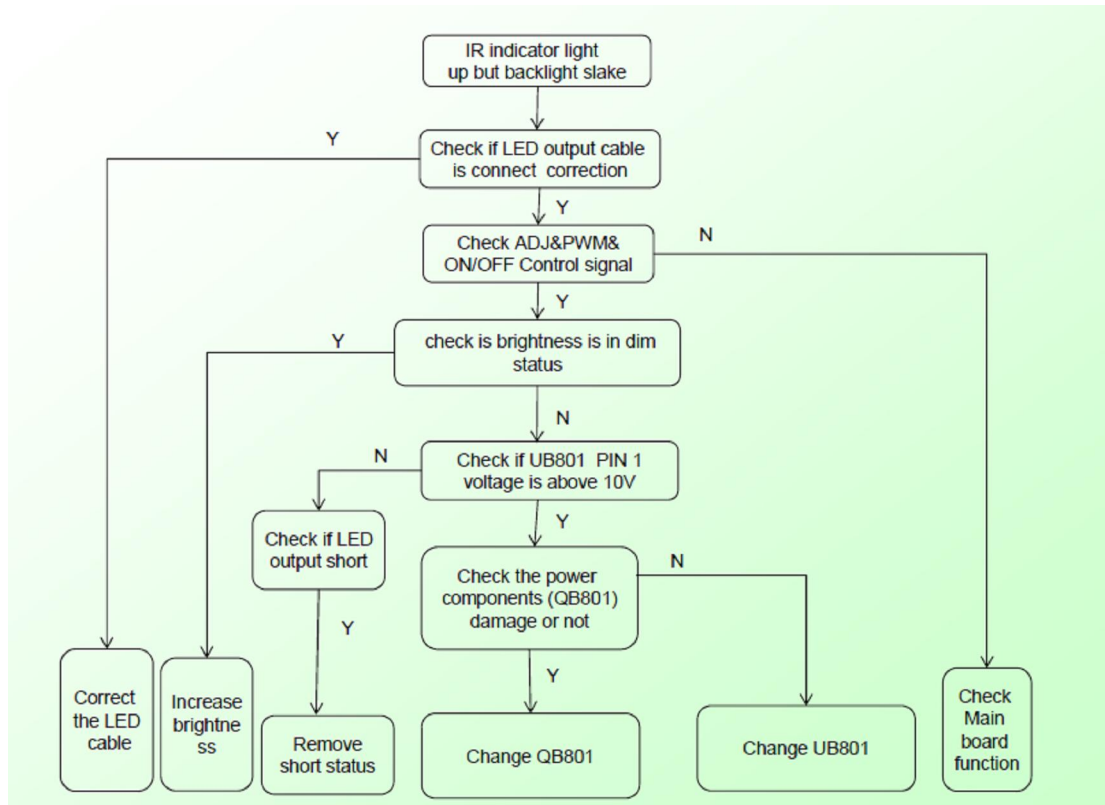 IR indicator light
up but backlight slake
Y
Check if LED output cable
is connect correction
Y
Check ADJ&PWM&
ON/OFF Control signal
N
Y
check is brightness is in dim
status
Y
N
Check if UB801 PIN 1
voltage is above 10V
N
Y
Check if LED
output short
Check the power
components (QB801)
damage or not
N
Y
Y
Correct
the LED
cable
Increase
brightne
ss
Remove
short status
Change QB801
Change UB801
Check
Main
board
function